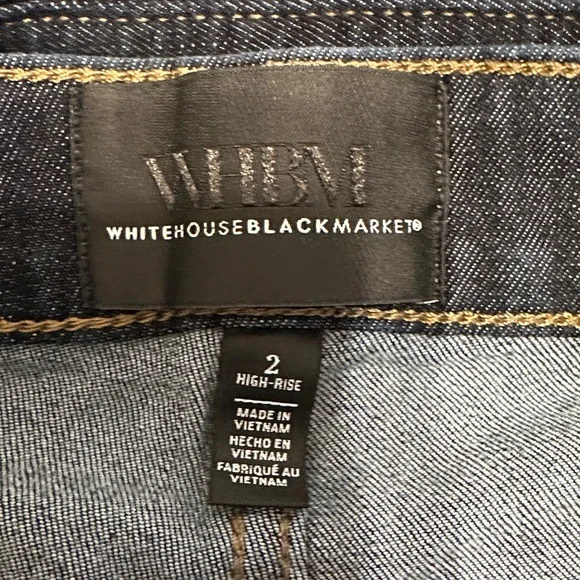 WHBM
WHITEHOUSEBLACKMARKET®
2
HIGH-RISE
MADE IN
VIETNAM
HECHO EN
VIETNAM
FABRIQUÉ AU
VIETNAM